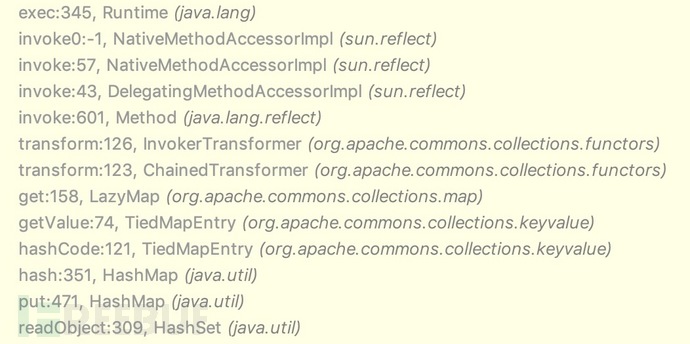 exec:345, Runtime (java.lang)
invoke0:-1, NativeMethodAccessorImpl (sun.reflect)
invoke:57, NativeMethodAccessorImpl (sun.reflect)
invoke:43, DelegatingMethodAccessorImpl (sun.reflect)
invoke:601, Method (java.lang.reflect)
transform:126, InvokerTransformer (org.apache.commons.collections.functors)
transform:123, ChainedTransformer (org.apache.commons.collections.functors)
get:158, LazyMap (org.apache.commons.collections.map)
getValue:74, TiedMapEntry (org.apache.commons.collections.keyvalue)
hashCode:121, TiedMapEntry (org.apache.commons.collections.keyvalue)
hash:351, HashMap (java.util)
put:471, HashMap (java.util)
readObject:309, HashSet (java.util)